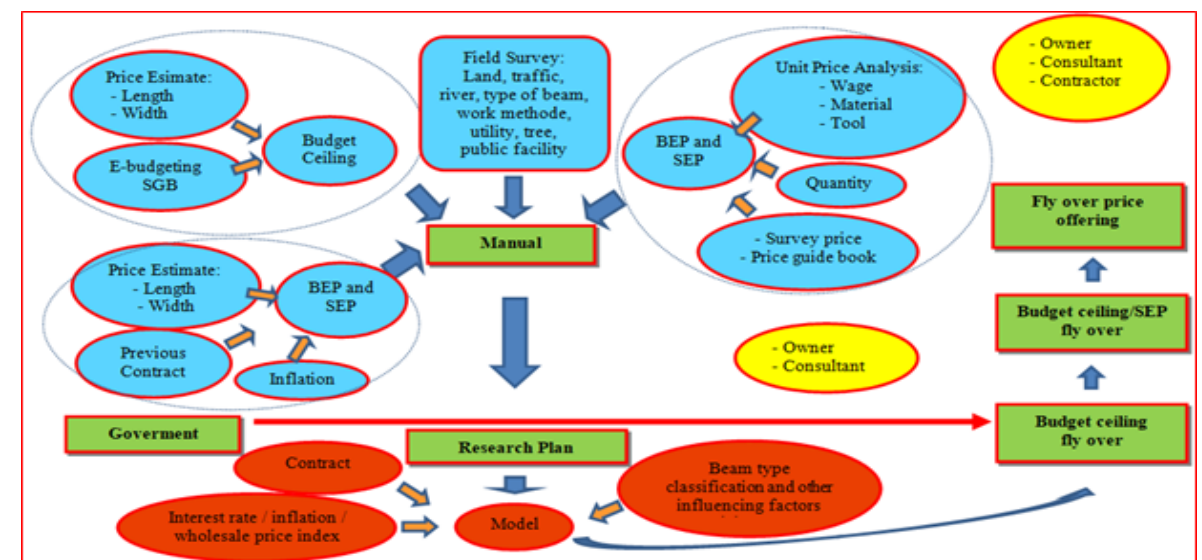 Price Esimate:
- Length
- Width
E-budgeting
SGB
Budget
Ceiling
Field Survey:
Land, traffic,
river, type of beam,
work methode,
utility, tree,
public facility
Unit Price Analysis:
- Wage
- Material
- Tool
BEP and
SEP
Quantity
- Survey price
- Price guide book
- Owner
- Consultant
- Contractor
Manual
Price Estimate:
- Length
- Width
BEP and
SEP
Previous
Contract
Inflation
- Owner
- Consultant
Fly over price
offering
Budget ceiling/SEP
fly over
Budget ceiling
fly over
Goverment
Research Plan
Contract
Interest rate / inflation /
wholesale price index
Model
Beam type
classification and other
influencing factors